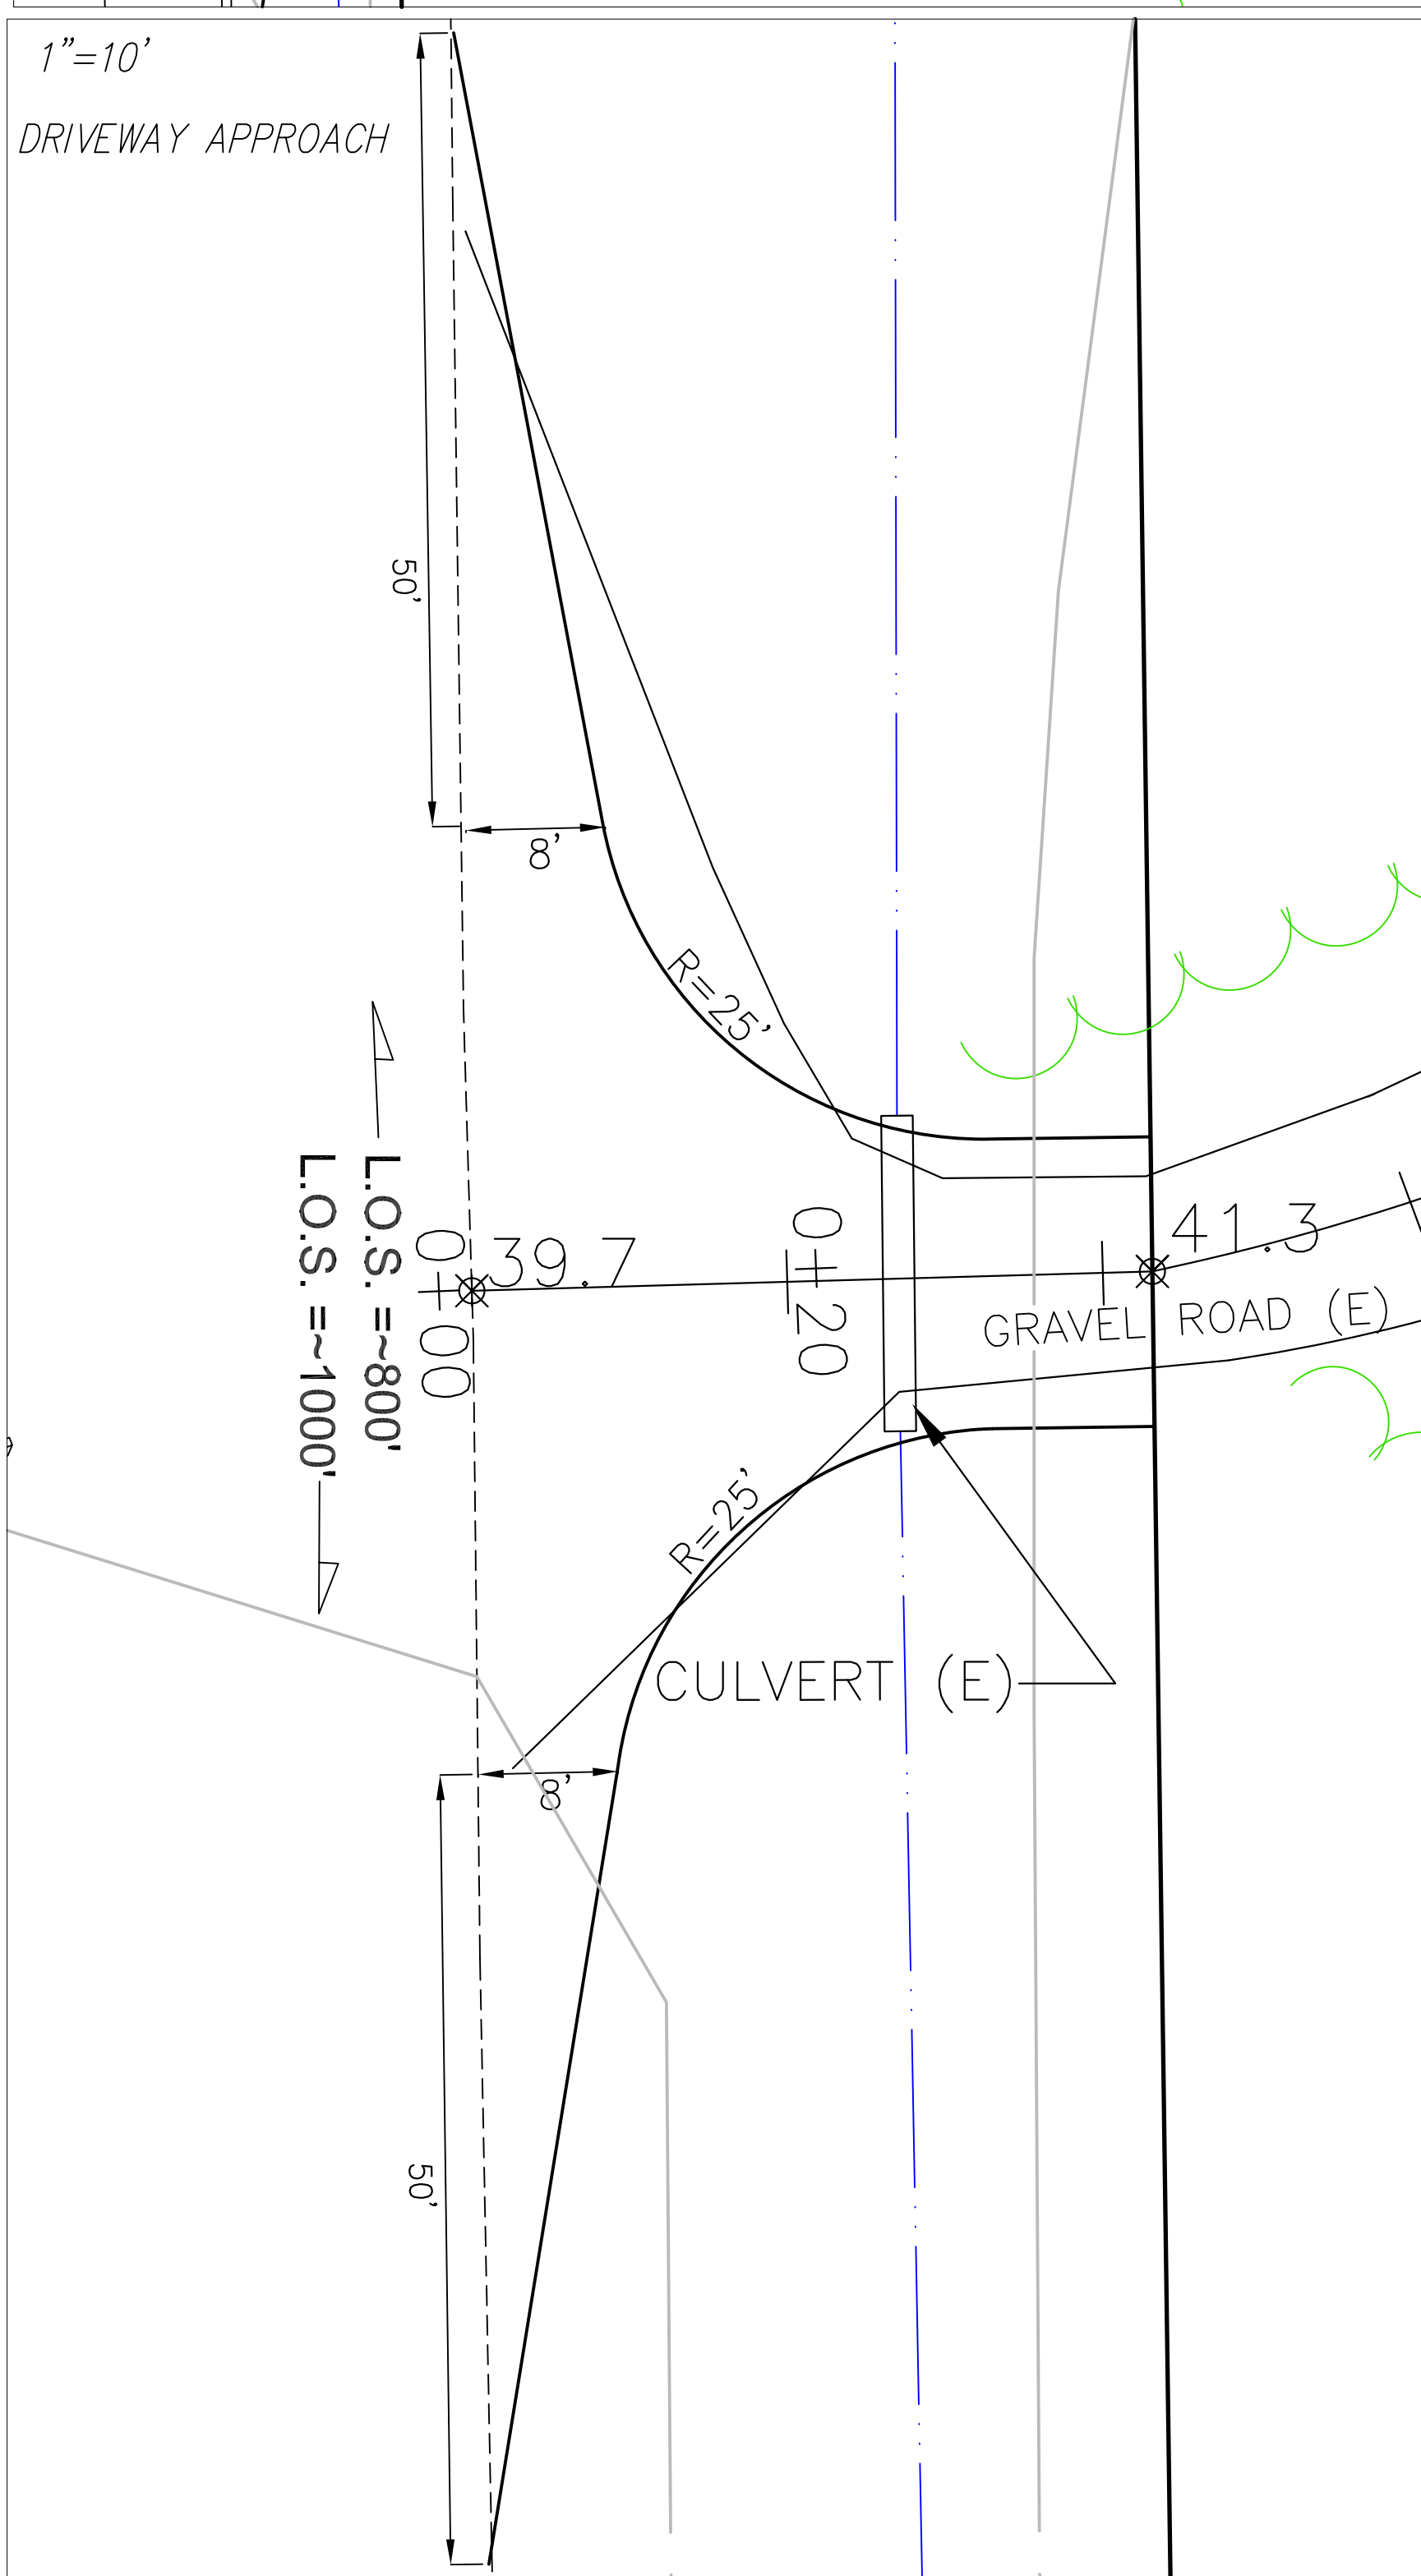 1"=10'
DRIVEWAY APPROACH
50'
8'
R=25'
L.O.S. =~800'
L.O.S. =~1000'
0+00
39.7
0+20
41.3
GRAVEL ROAD (E)
R=25'
CULVERT (E)
8'
50'